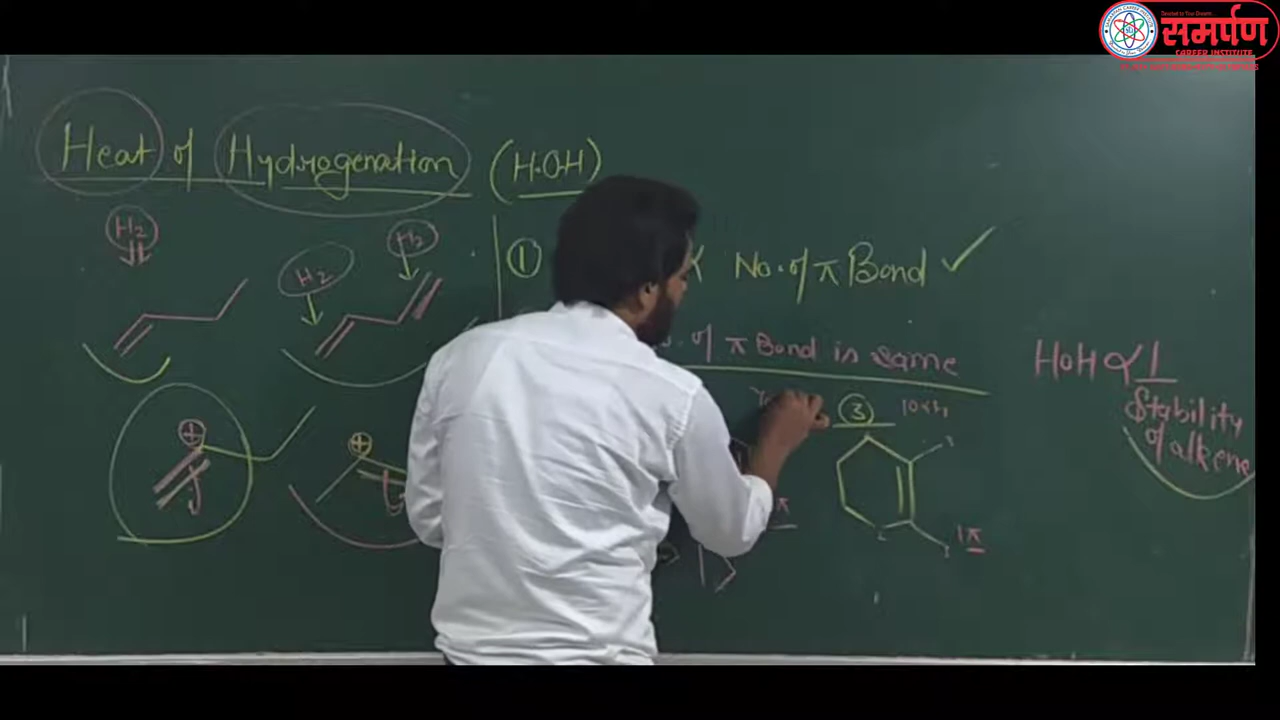 समर्पण
CAREER INSTITUTE
Heat of Hydrogenation (H.O.H)
H2
H2
H2
① ∝ No. of π Bond ✓
of π Bond is same
③
1π
π
HOH ∝ 1
Stability
of alkene
⊕
⊕